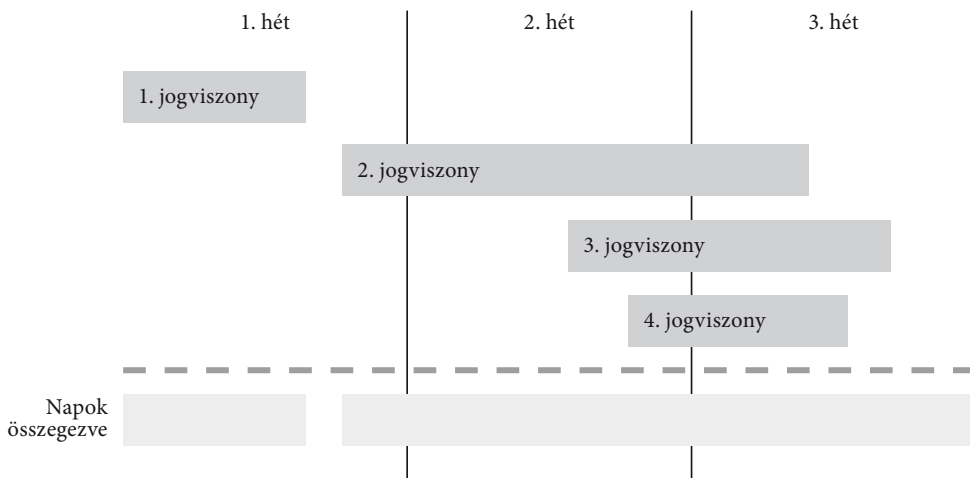 1. hét
2. hét
3. hét
1. jogviszony
2. jogviszony
3. jogviszony
4. jogviszony
Napok
összegezve